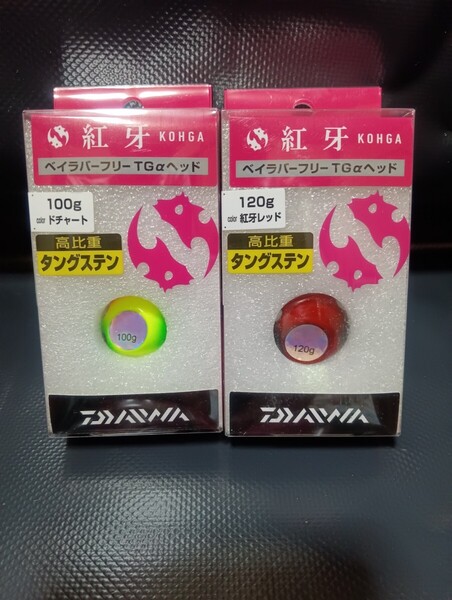 紅牙 KOHGA
ベイラバーフリーTGαヘッド
100g
color ドチャート
高比重
タングステン
100g
DAIWA
紅牙 KOHGA
ベイラバーフリーTGαヘッド
120g
color 紅牙レッド
高比重
タングステン
120g
DAIWA